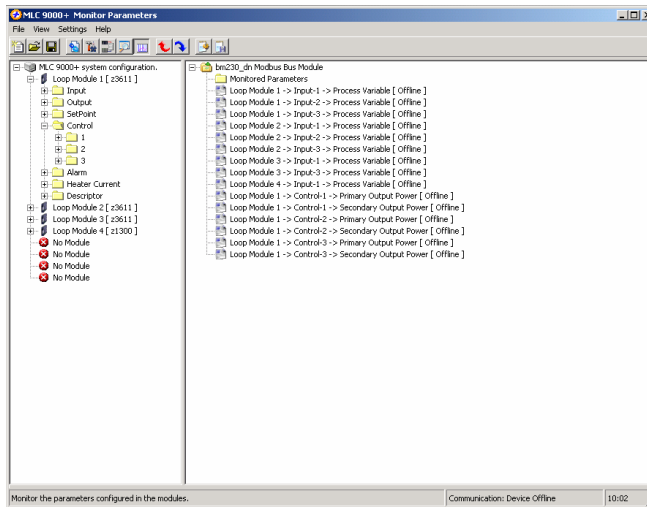 MLC 9000+ Monitor Parameters
File View Settings Help
MLC 9000+ system configuration.
Loop Module 1 [ z3611 ]
Input
Output
SetPoint
Control
1
2
3
Alarm
Heater Current
Descriptor
Loop Module 2 [ z3611 ]
Loop Module 3 [ z3611 ]
Loop Module 4 [ z1300 ]
No Module
No Module
No Module
No Module
bm230_dn Modbus Bus Module
Monitored Parameters
Loop Module 1 -> Input-1 -> Process Variable [ Offline ]
Loop Module 1 -> Input-2 -> Process Variable [ Offline ]
Loop Module 1 -> Input-3 -> Process Variable [ Offline ]
Loop Module 2 -> Input-1 -> Process Variable [ Offline ]
Loop Module 2 -> Input-2 -> Process Variable [ Offline ]
Loop Module 2 -> Input-3 -> Process Variable [ Offline ]
Loop Module 3 -> Input-1 -> Process Variable [ Offline ]
Loop Module 3 -> Input-3 -> Process Variable [ Offline ]
Loop Module 4 -> Input-1 -> Process Variable [ Offline ]
Loop Module 1 -> Control-1 -> Primary Output Power [ Offline ]
Loop Module 1 -> Control-1 -> Secondary Output Power [ Offline ]
Loop Module 1 -> Control-2 -> Primary Output Power [ Offline ]
Loop Module 1 -> Control-2 -> Secondary Output Power [ Offline ]
Loop Module 1 -> Control-3 -> Primary Output Power [ Offline ]
Loop Module 1 -> Control-3 -> Secondary Output Power [ Offline ]
Monitor the parameters configured in the modules.
Communication: Device Offline
10:02